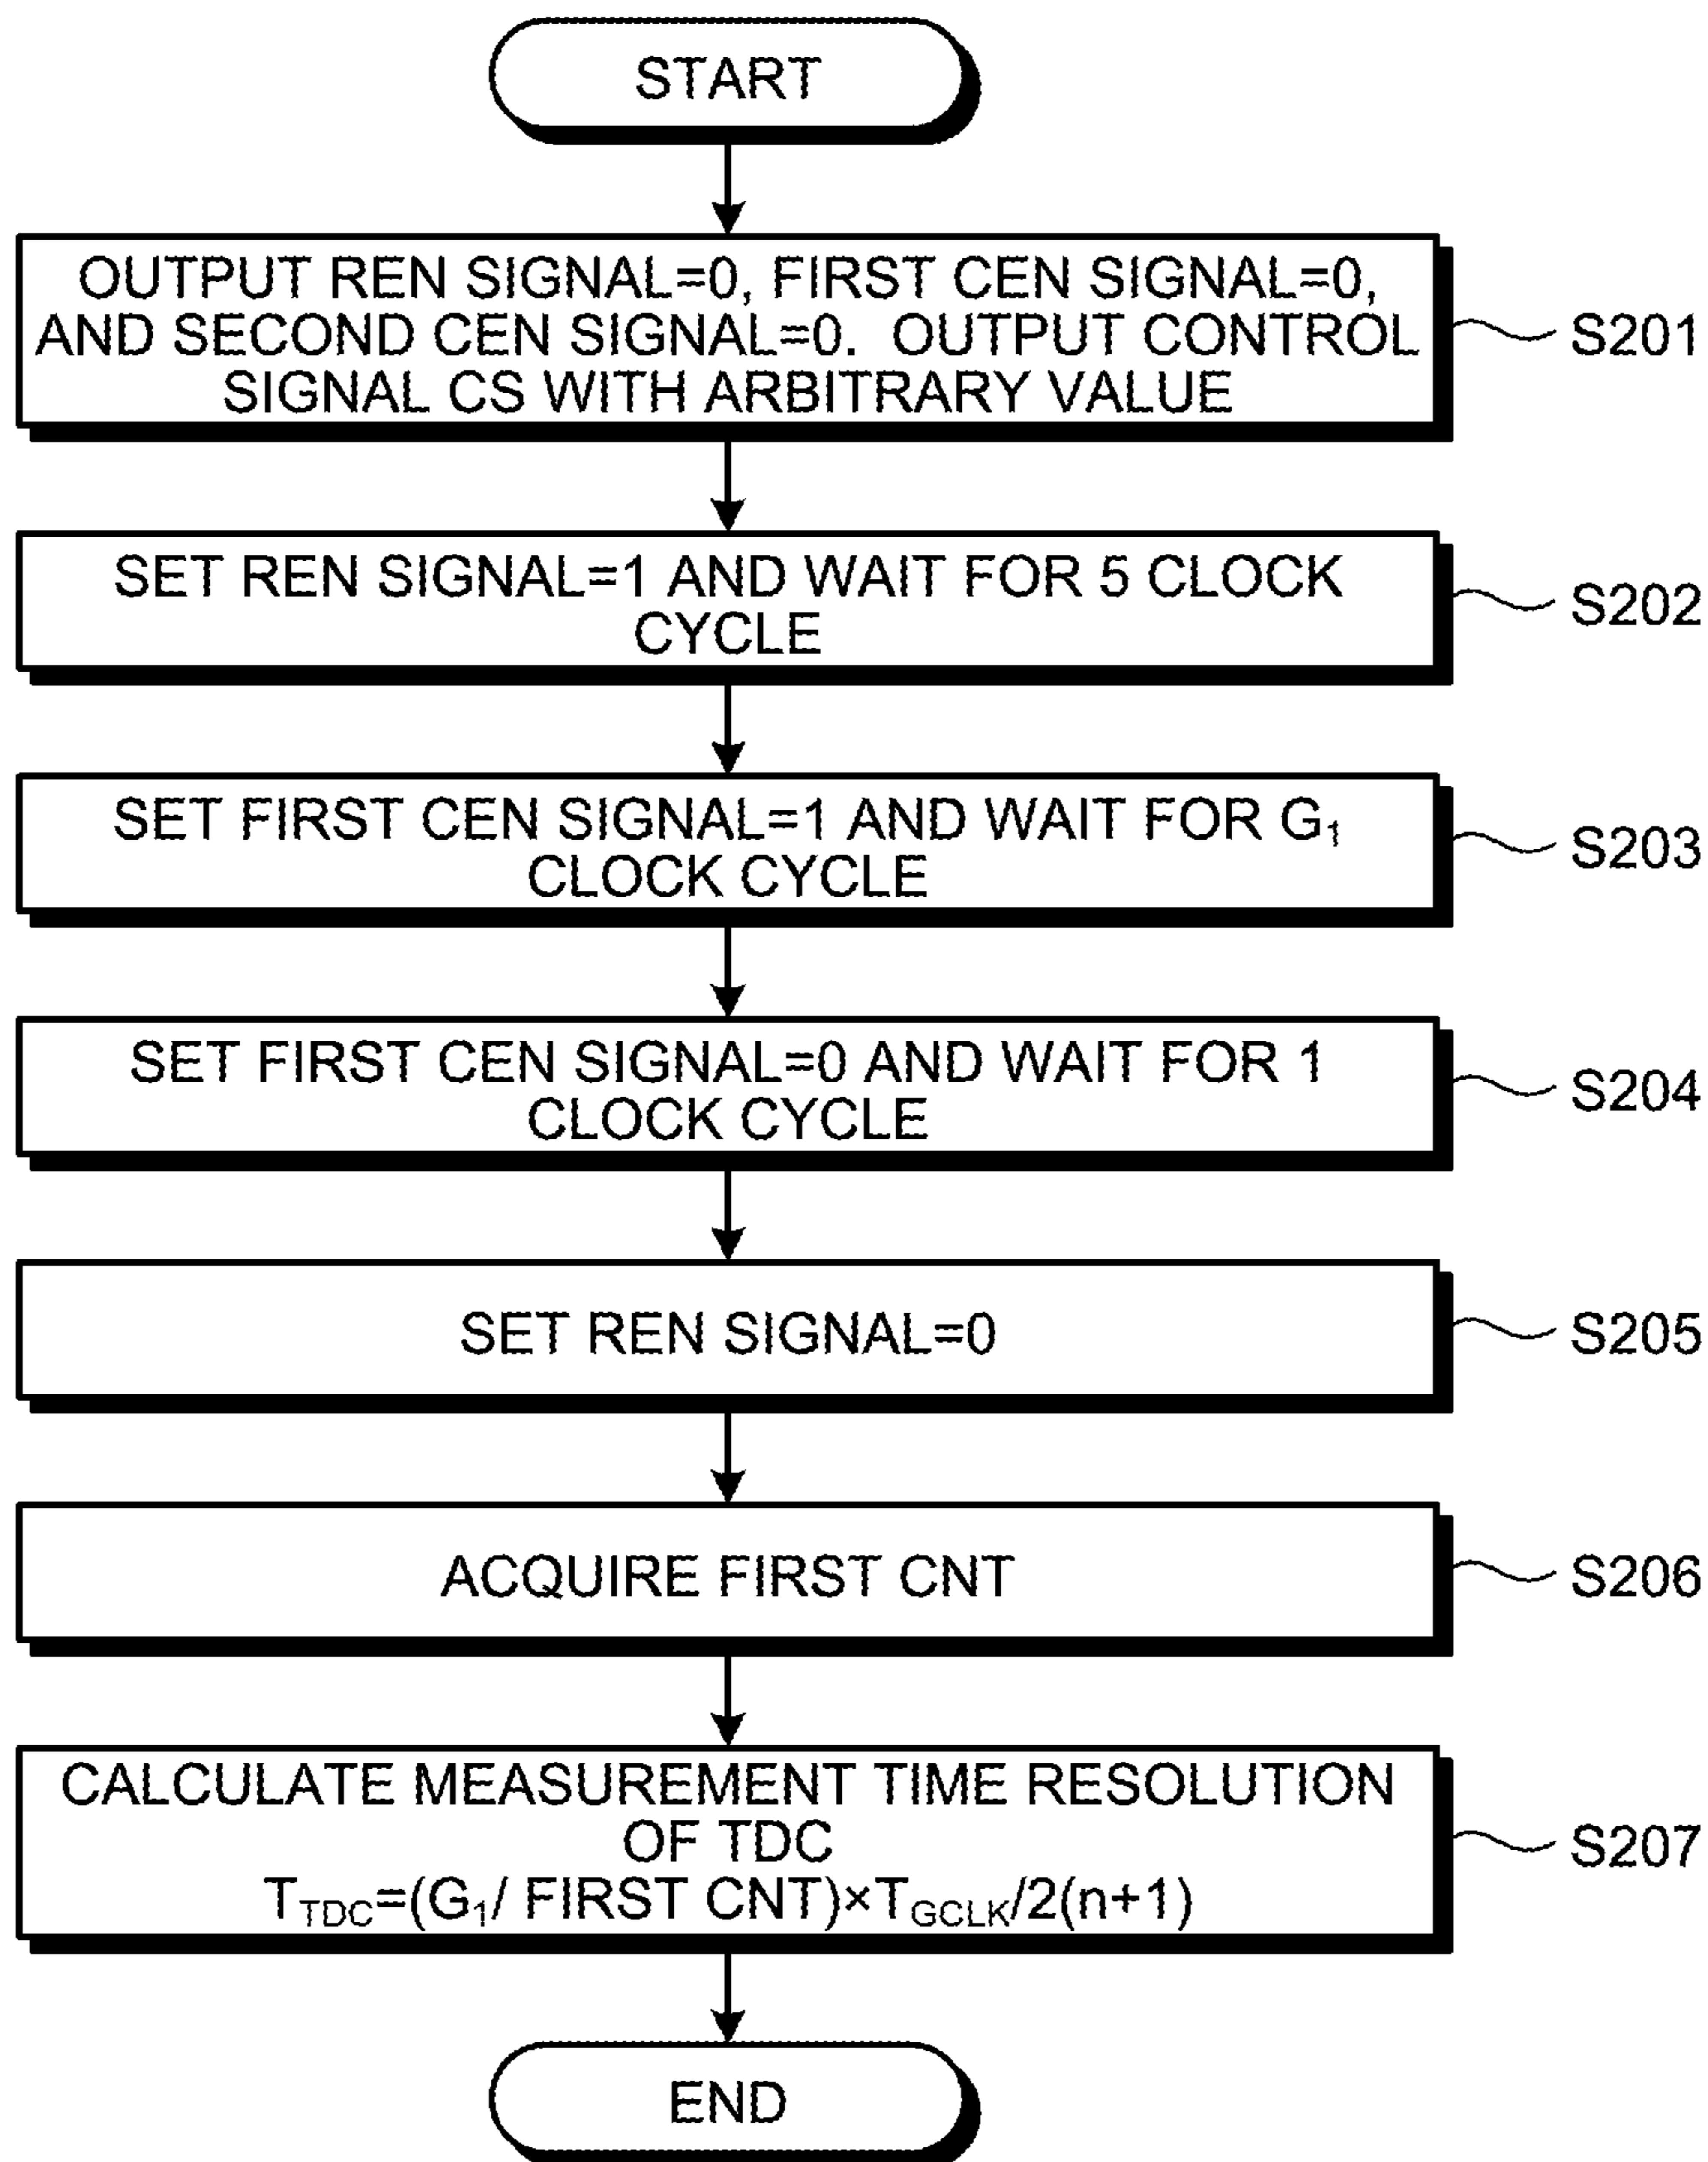 START
OUTPUT REN SIGNAL=0, FIRST CEN SIGNAL=0,
AND SECOND CEN SIGNAL=0. OUTPUT CONTROL
SIGNAL CS WITH ARBITRARY VALUE
S201
SET REN SIGNAL=1 AND WAIT FOR 5 CLOCK
CYCLE
S202
SET FIRST CEN SIGNAL=1 AND WAIT FOR G₁
CLOCK CYCLE
S203
SET FIRST CEN SIGNAL=0 AND WAIT FOR 1
CLOCK CYCLE
S204
SET REN SIGNAL=0
S205
ACQUIRE FIRST CNT
S206
CALCULATE MEASUREMENT TIME RESOLUTION
OF TDC
T_TDC=(G₁/ FIRST CNT)×T_GCLK/2(n+1)
S207
END